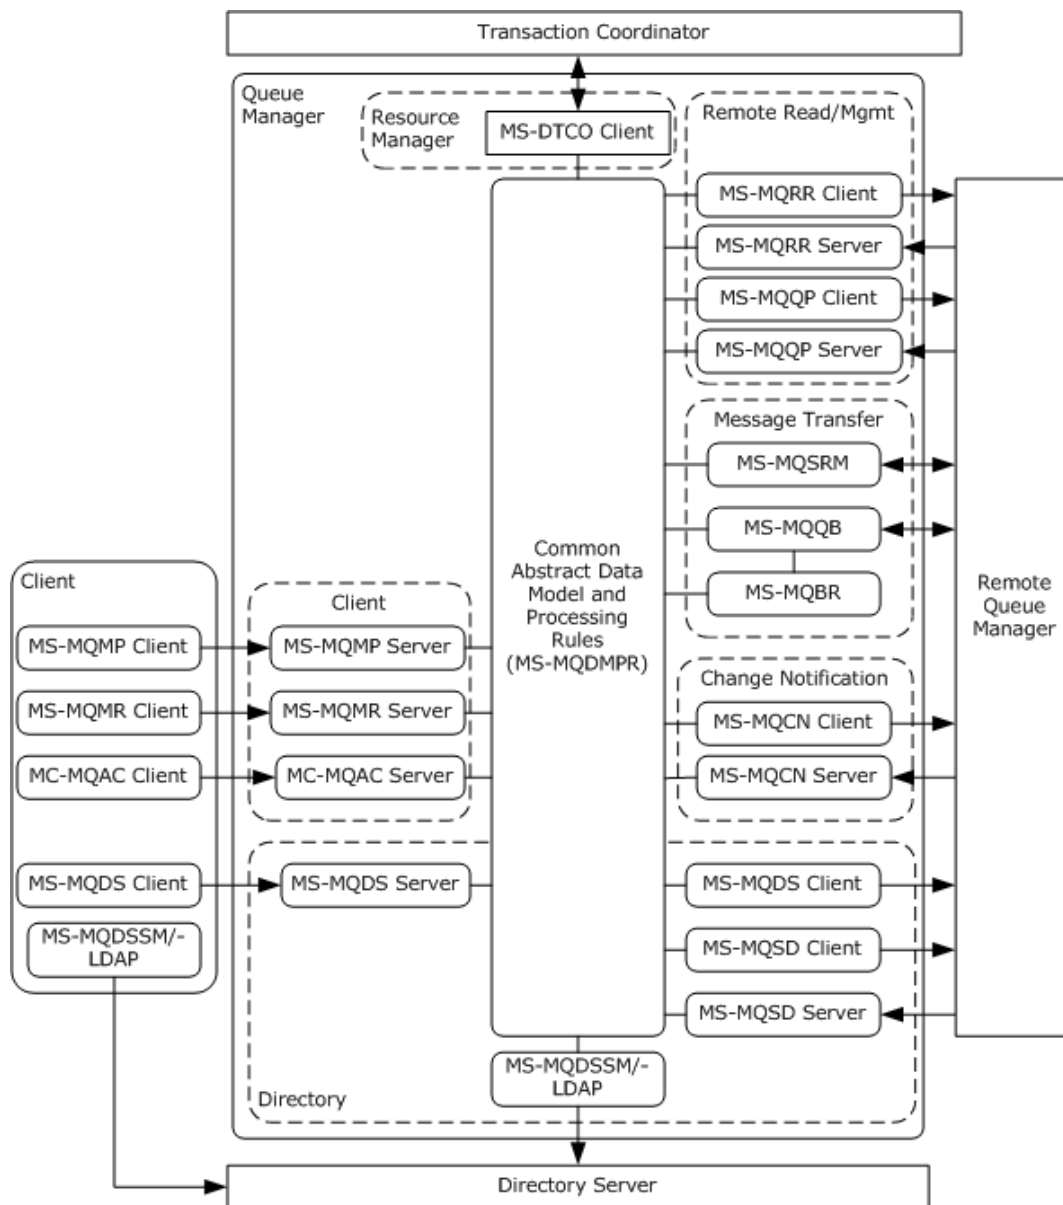 Transaction Coordinator
Queue
Manager
Resource
Manager
MS-DTCO Client
Remote Read/Mgmt
MS-MQRR Client
MS-MQRR Server
MS-MQQP Client
MS-MQQP Server
Message Transfer
MS-MQSRM
MS-MQQB
MS-MQBR
Common
Abstract Data
Model and
Processing
Rules
(MS-MQDMPR)
Remote
Queue
Manager
Client
MS-MQMP Client
MS-MQMR Client
MC-MQAC Client
MS-MQDS Client
MS-MQDSSM/-
LDAP
Client
MS-MQMP Server
MS-MQMR Server
MC-MQAC Server
Change Notification
MS-MQCN Client
MS-MQCN Server
MS-MQDS Server
MS-MQDS Client
MS-MQSD Client
MS-MQSD Server
MS-MQDSSM/-
LDAP
Directory
Directory Server